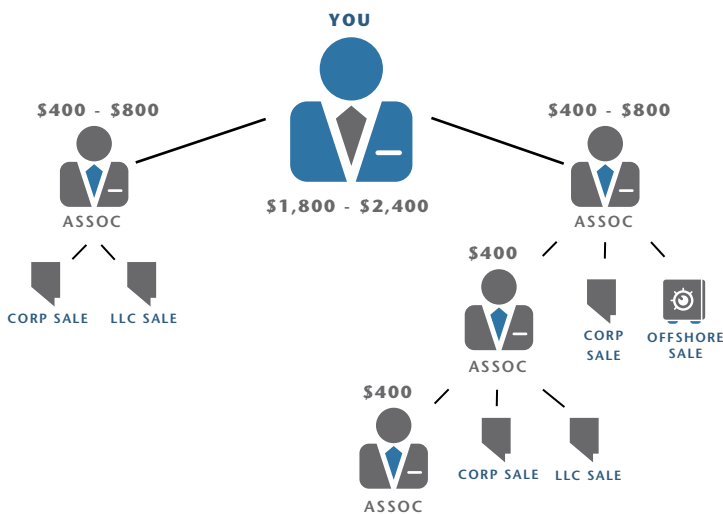 YOU
$400 - $800
$400 - $800
ASSOC
$1,800 - $2,400
ASSOC
$400
CORP SALE
LLC SALE
CORP
SALE
OFFSHORE
SALE
ASSOC
$400
CORP SALE
LLC SALE
ASSOC